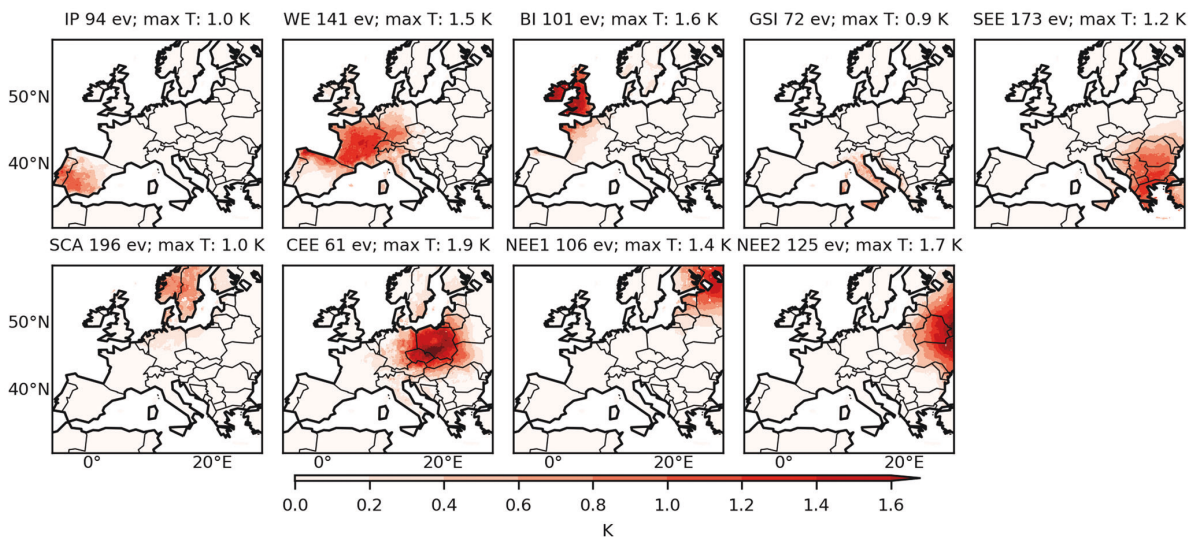 IP 94 ev; max T: 1.0 K
WE 141 ev; max T: 1.5 K
BI 101 ev; max T: 1.6 K
GSI 72 ev; max T: 0.9 K
SEE 173 ev; max T: 1.2 K
50°N
40°N
SCA 196 ev; max T: 1.0 K
CEE 61 ev; max T: 1.9 K
NEE1 106 ev; max T: 1.4 K
NEE2 125 ev; max T: 1.7 K
50°N
40°N
0° 20°E
0° 20°E
0° 20°E
0° 20°E
0.0 0.2 0.4 0.6 0.8 1.0 1.2 1.4 1.6
K